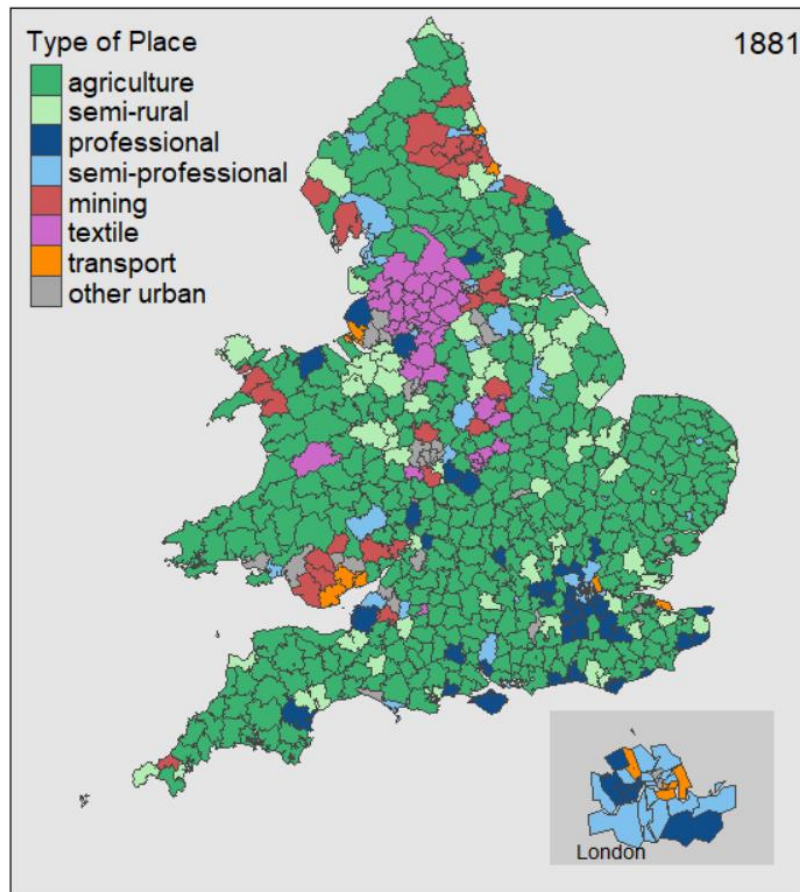 Type of Place
1881
agriculture
semi-rural
professional
semi-professional
mining
textile
transport
other urban
London